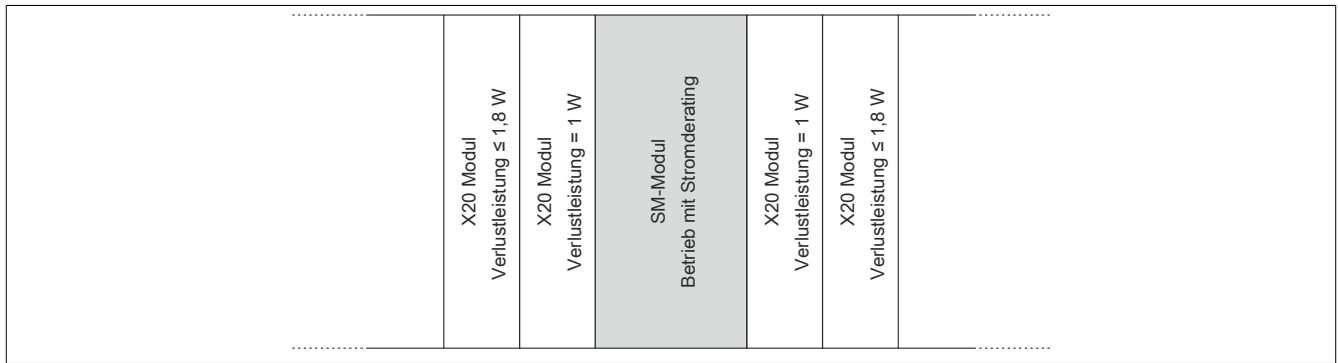 X20 Modul
Verlustleistung ≤ 1,8 W
X20 Modul
Verlustleistung = 1 W
SM-Modul
Betrieb mit Stromderating
X20 Modul
Verlustleistung = 1 W
X20 Modul
Verlustleistung ≤ 1,8 W